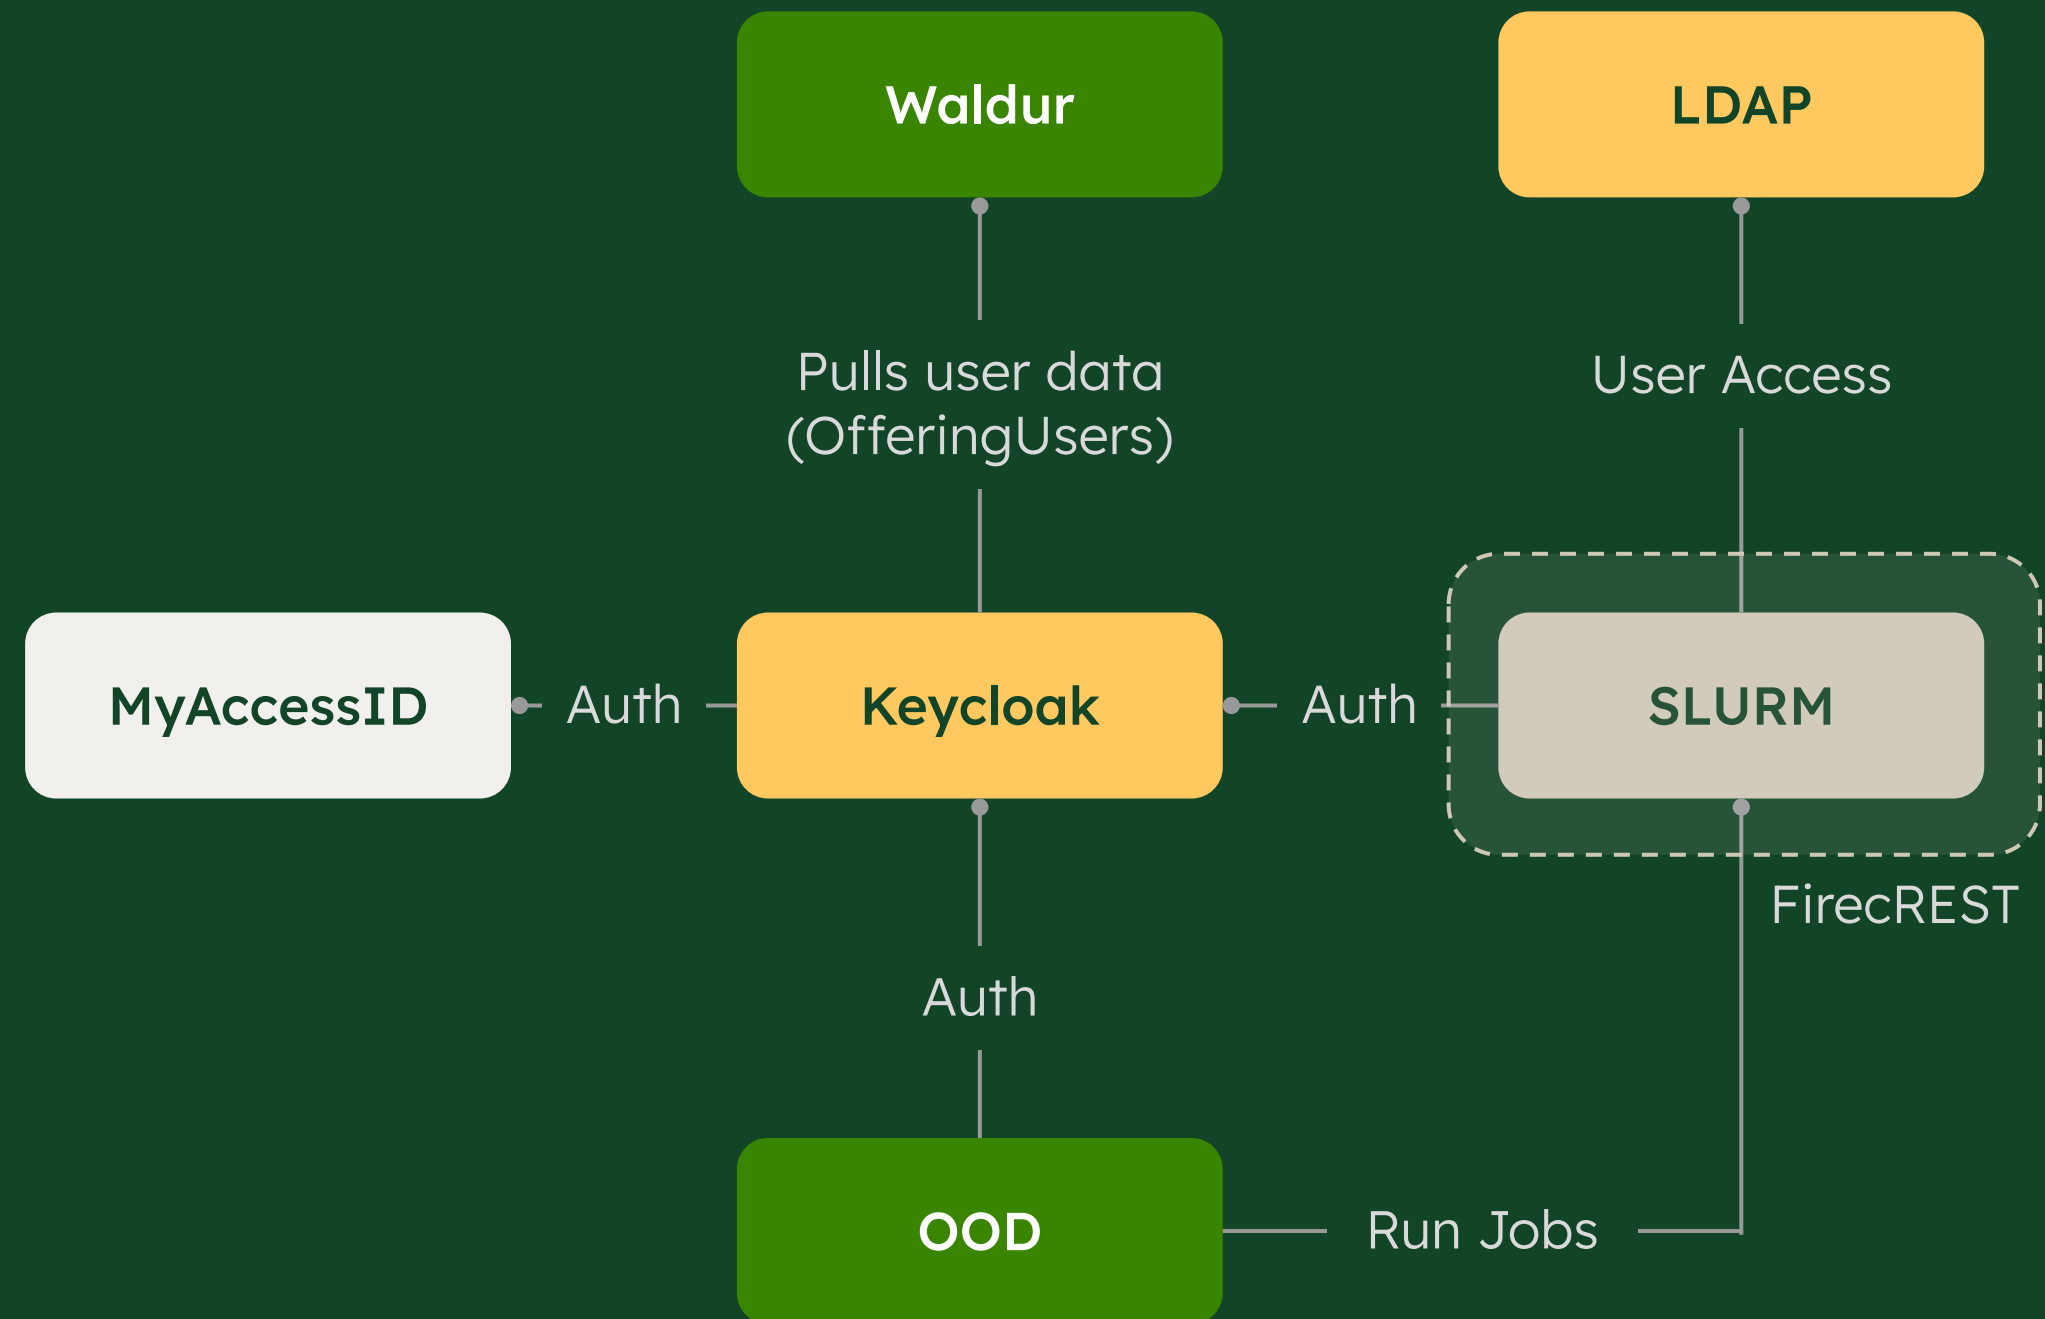 Waldur
LDAP
Pulls user data
(OfferingUsers)
User Access
MyAccessID
Auth
Keycloak
Auth
SLURM
FirecREST
Auth
OOD
Run Jobs